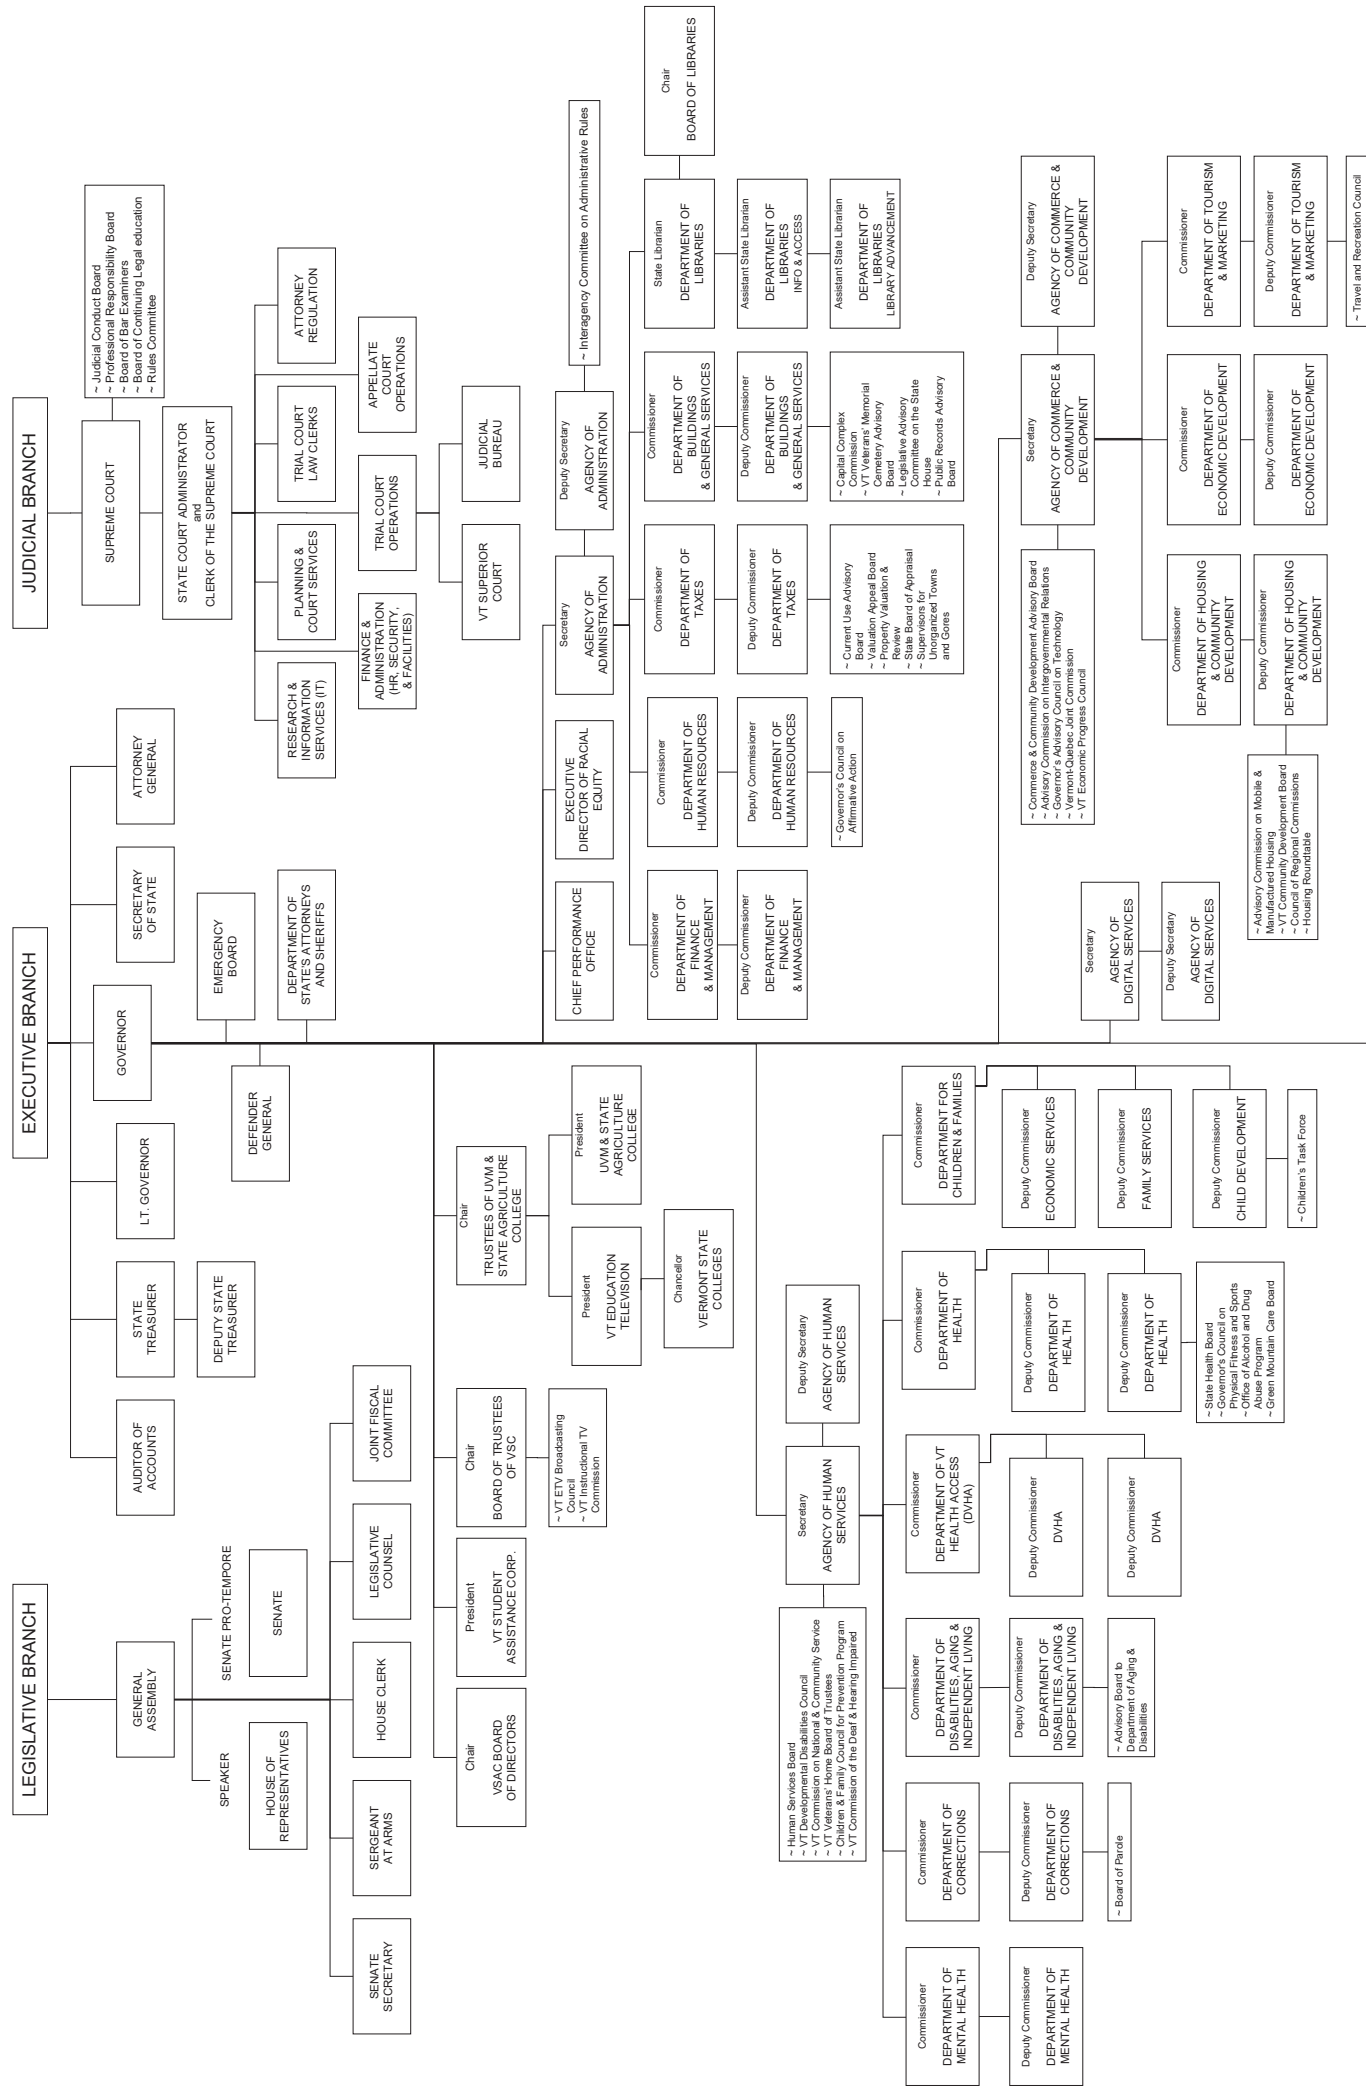 LEGISLATIVE BRANCH
GENERAL
ASSEMBLY
SPEAKER
SENATE PRO-TEMPORE
HOUSE OF
REPRESENTATIVES
SENATE
SENATE
SECRETARY
SERGEANT
AT ARMS
HOUSE CLERK
LEGISLATIVE
COUNSEL
JOINT FISCAL
COMMITTEE
EXECUTIVE BRANCH
AUDITOR OF
ACCOUNTS
STATE
TREASURER
LT. GOVERNOR
GOVERNOR
SECRETARY
OF STATE
ATTORNEY
GENERAL
DEPUTY STATE
TREASURER
EMERGENCY
BOARD
DEFENDER
GENERAL
DEPARTMENT OF
STATE'S ATTORNEYS
AND SHERIFFS
JUDICIAL BRANCH
SUPREME COURT
~ Judicial Conduct Board
~ Professional Responsibility Board
~ Board of Bar Examiners
~ Board of Continuing Legal education
~ Rules Committee
STATE COURT ADMINISTRATOR
and
CLERK OF THE SUPREME COURT
RESEARCH &
INFORMATION
SERVICES (IT)
PLANNING &
COURT SERVICES
TRIAL COURT
LAW CLERKS
ATTORNEY
REGULATION
FINANCE &
ADMINISTRATION
(HR, SECURITY,
& FACILITIES)
TRIAL COURT
OPERATIONS
APPELLATE
COURT
OPERATIONS
VT SUPERIOR
COURT
JUDICIAL
BUREAU
Chair
VSAC BOARD
OF DIRECTORS
President
VT STUDENT
ASSISTANCE CORP.
Chair
BOARD OF TRUSTEES
OF VSC
~ VT ETV Broadcasting
Council
~ VT Instructional TV
Commission
Chair
TRUSTEES OF UVM &
STATE AGRICULTURE
COLLEGE
President
VT EDUCATION
TELEVISION
President
UVM & STATE
AGRICULTURE
COLLEGE
Chancellor
VERMONT STATE
COLLEGES
CHIEF PERFORMANCE
OFFICE
EXECUTIVE
DIRECTOR OF RACIAL
EQUITY
Secretary
AGENCY OF
ADMINISTRATION
Deputy Secretary
AGENCY OF
ADMINISTRATION
~ Interagency Committee on Administrative Rules
Commissioner
DEPARTMENT OF
FINANCE
& MANAGEMENT
Commissioner
DEPARTMENT OF
HUMAN RESOURCES
Commissioner
DEPARTMENT OF
TAXES
Commissioner
DEPARTMENT OF
BUILDINGS
& GENERAL SERVICES
State Librarian
DEPARTMENT OF
LIBRARIES
Chair
BOARD OF LIBRARIES
Deputy Commissioner
DEPARTMENT OF
FINANCE
& MANAGEMENT
Deputy Commissioner
DEPARTMENT OF
HUMAN RESOURCES
Deputy Commissioner
DEPARTMENT OF
TAXES
Deputy Commissioner
DEPARTMENT OF
BUILDINGS
& GENERAL SERVICES
Assistant State Librarian
DEPARTMENT OF
LIBRARIES
INFO & ACCESS
~ Governor's Council on
Affirmative Action
~ Current Use Advisory
Board
~ Valuation Appeal Board
~ Property Valuation &
Review
~ State Board of Appraisal
~ Supervisors for
Unorganized Towns
and Gores
~ Capital Complex
Commission
~ VT Veterans' Memorial
Cemetery Advisory
Board
~ Legislative Advisory
Committee on the State
House
~ Public Records Advisory
Board
Assistant State Librarian
DEPARTMENT OF
LIBRARIES
LIBRARY ADVANCEMENT
~ Human Services Board
~ VT Developmental Disabilities Council
~ VT Commission on National & Community Service
~ VT Veterans' Home Board of Trustees
~ Children & Family Council for Prevention Program
~ VT Commission of the Deaf & Hearing Impaired
Secretary
AGENCY OF HUMAN
SERVICES
Deputy Secretary
AGENCY OF HUMAN
SERVICES
Commissioner
DEPARTMENT OF
MENTAL HEALTH
Commissioner
DEPARTMENT OF
CORRECTIONS
Commissioner
DEPARTMENT OF
DISABILITIES, AGING &
INDEPENDENT LIVING
Commissioner
DEPARTMENT OF VT
HEALTH ACCESS
(DVHA)
Commissioner
DEPARTMENT OF
HEALTH
Commissioner
DEPARTMENT FOR
CHILDREN & FAMILIES
Deputy Commissioner
DEPARTMENT OF
MENTAL HEALTH
Deputy Commissioner
DEPARTMENT OF
CORRECTIONS
Deputy Commissioner
DEPARTMENT OF
DISABILITIES, AGING &
INDEPENDENT LIVING
Deputy Commissioner
DVHA
Deputy Commissioner
DEPARTMENT OF
HEALTH
Deputy Commissioner
ECONOMIC SERVICES
~ Board of Parole
~ Advisory Board to
Department of Aging &
Disabilities
Deputy Commissioner
DVHA
Deputy Commissioner
DEPARTMENT OF
HEALTH
Deputy Commissioner
FAMILY SERVICES
~ State Health Board
~ Governor's Council on
Physical Fitness and Sports
~ Office of Alcohol and Drug
Abuse Program
~ Green Mountain Care Board
Deputy Commissioner
CHILD DEVELOPMENT
~ Children's Task Force
Secretary
AGENCY OF
DIGITAL SERVICES
Deputy Secretary
AGENCY OF
DIGITAL SERVICES
~ Commerce & Community Development Advisory Board
~ Advisory Commission on Intergovernmental Relations
~ Governor's Advisory Council on Technology
~ Vermont-Quebec Joint Commission
~ VT Economic Progress Council
Secretary
AGENCY OF COMMERCE &
COMMUNITY
DEVELOPMENT
Deputy Secretary
AGENCY OF COMMERCE &
COMMUNITY
DEVELOPMENT
Commissioner
DEPARTMENT OF HOUSING
& COMMUNITY
DEVELOPMENT
Commissioner
DEPARTMENT OF
ECONOMIC DEVELOPMENT
Commissioner
DEPARTMENT OF TOURISM
& MARKETING
Deputy Commissioner
DEPARTMENT OF HOUSING
& COMMUNITY
DEVELOPMENT
Deputy Commissioner
DEPARTMENT OF
ECONOMIC DEVELOPMENT
Deputy Commissioner
DEPARTMENT OF TOURISM
& MARKETING
~ Advisory Commission on Mobile &
Manufactured Housing
~ VT Community Development Board
~ Council of Regional Commissions
~ Housing Roundtable
~ Travel and Recreation Council